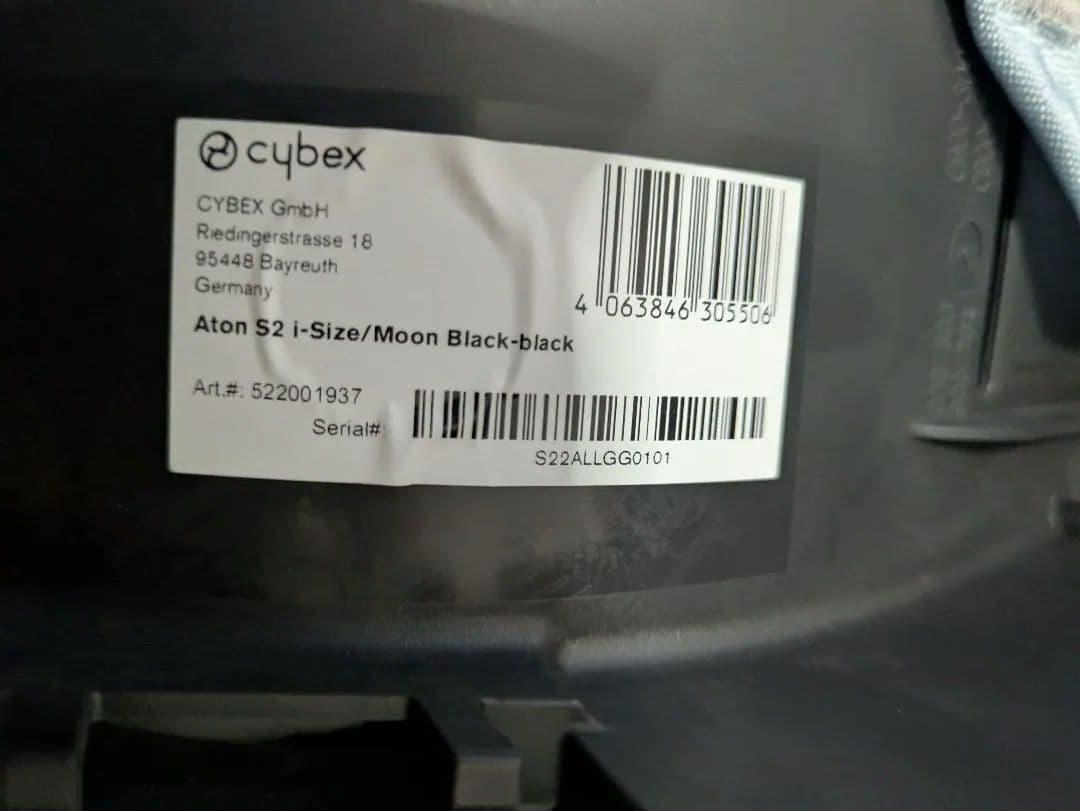 cybex
CYBEX GmbH
Riedingerstrasse 18
95448 Bayreuth
Germany
4 063846 305506
Aton S2 i-Size/Moon Black-black
Art.#: 522001937
Serial#
S22ALLGG0101